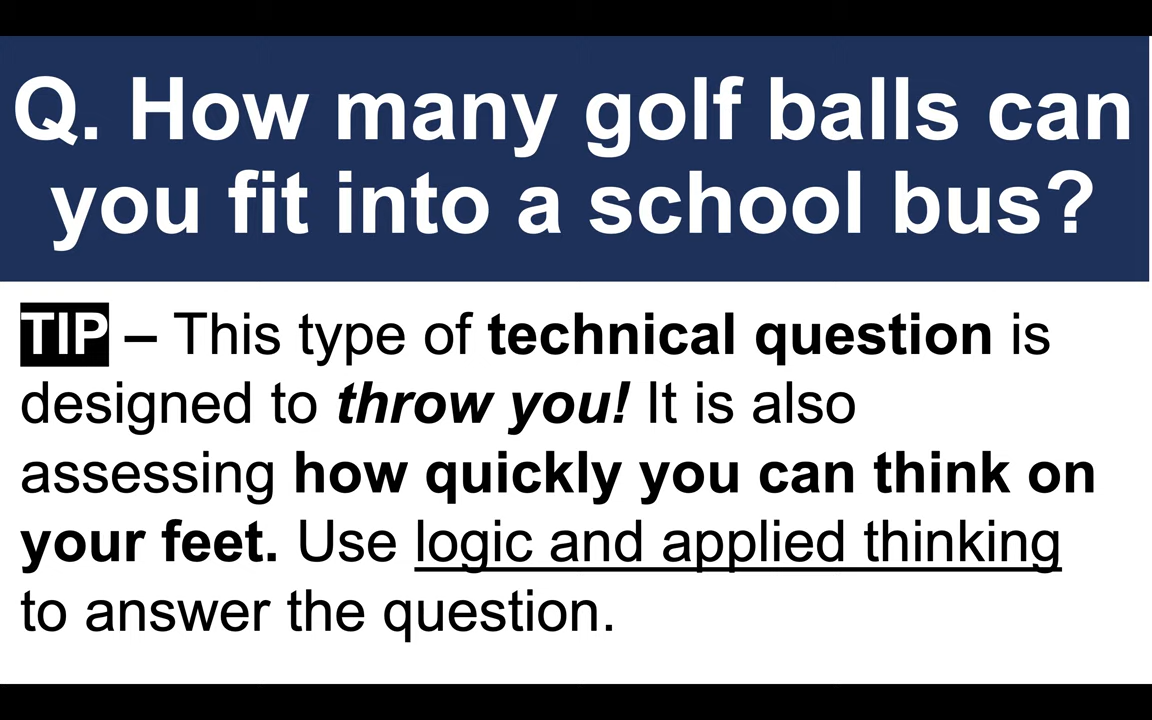 Q. How many golf balls can
you fit into a school bus?
TIP – This type of technical question is
designed to throw you! It is also
assessing how quickly you can think on
your feet. Use logic and applied thinking
to answer the question.